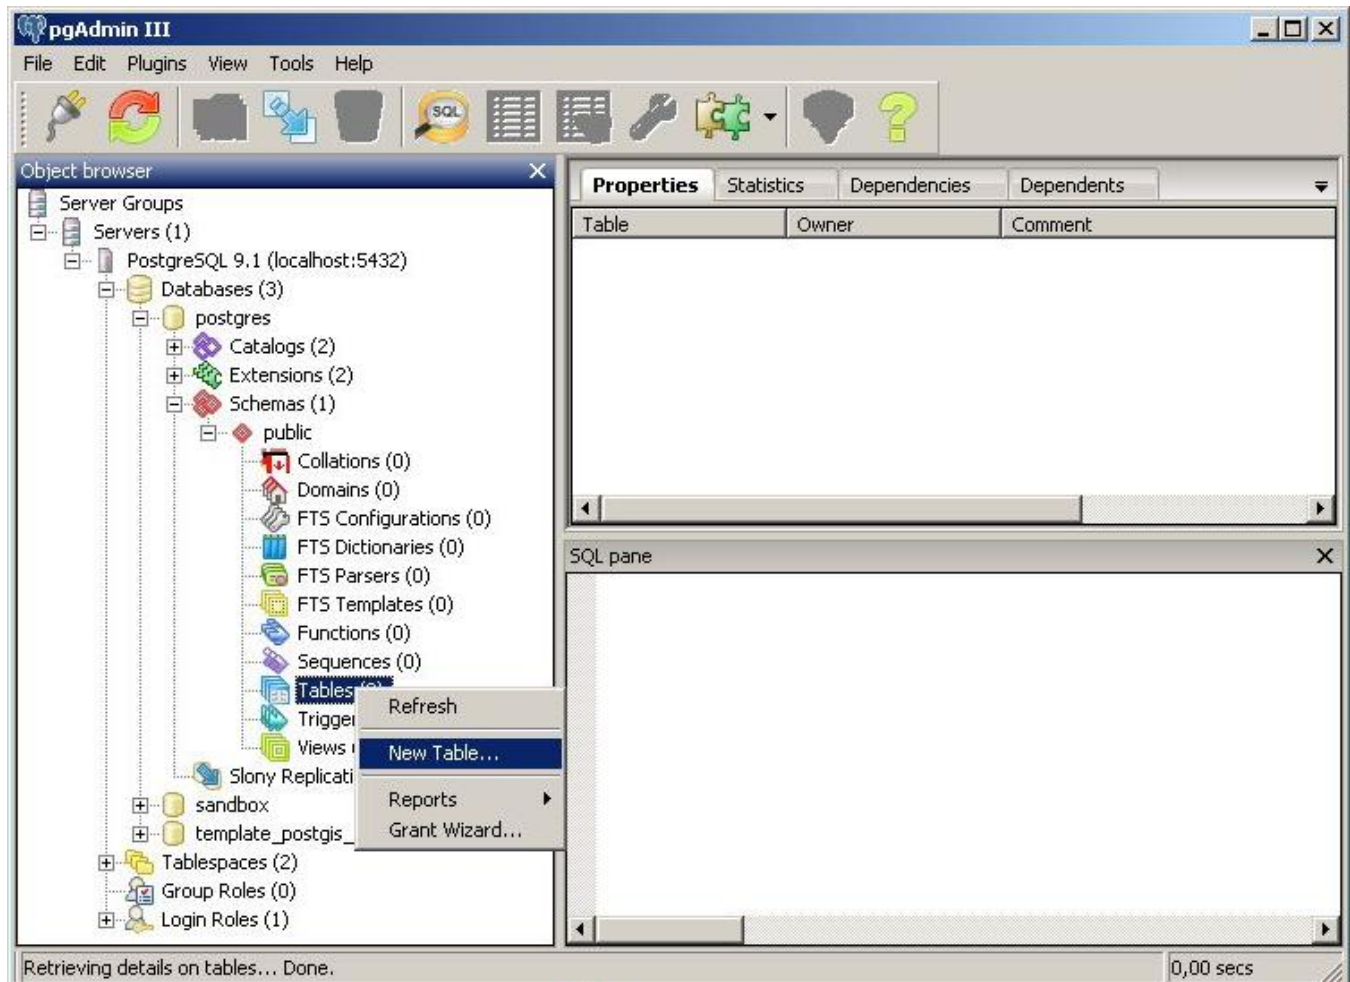 pgAdmin III
File Edit Plugins View Tools Help
SQL
Object browser
Server Groups
Servers (1)
PostgreSQL 9.1 (localhost:5432)
Databases (3)
postgres
Catalogs (2)
Extensions (2)
Schemas (1)
public
Collations (0)
Domains (0)
FTS Configurations (0)
FTS Dictionaries (0)
FTS Parsers (0)
FTS Templates (0)
Functions (0)
Sequences (0)
Tables
Trigger
Views
Slony Replicati
sandbox
template_postgis_
Tablespaces (2)
Group Roles (0)
Login Roles (1)
Refresh
New Table...
Reports
Grant Wizard...
Properties Statistics Dependencies Dependents
Table Owner Comment
SQL pane
Retrieving details on tables... Done.
0,00 secs